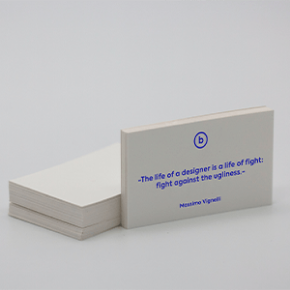 b
-The life of a designer is a life of fight:
fight against the ugliness.-
Massimo Vignelli